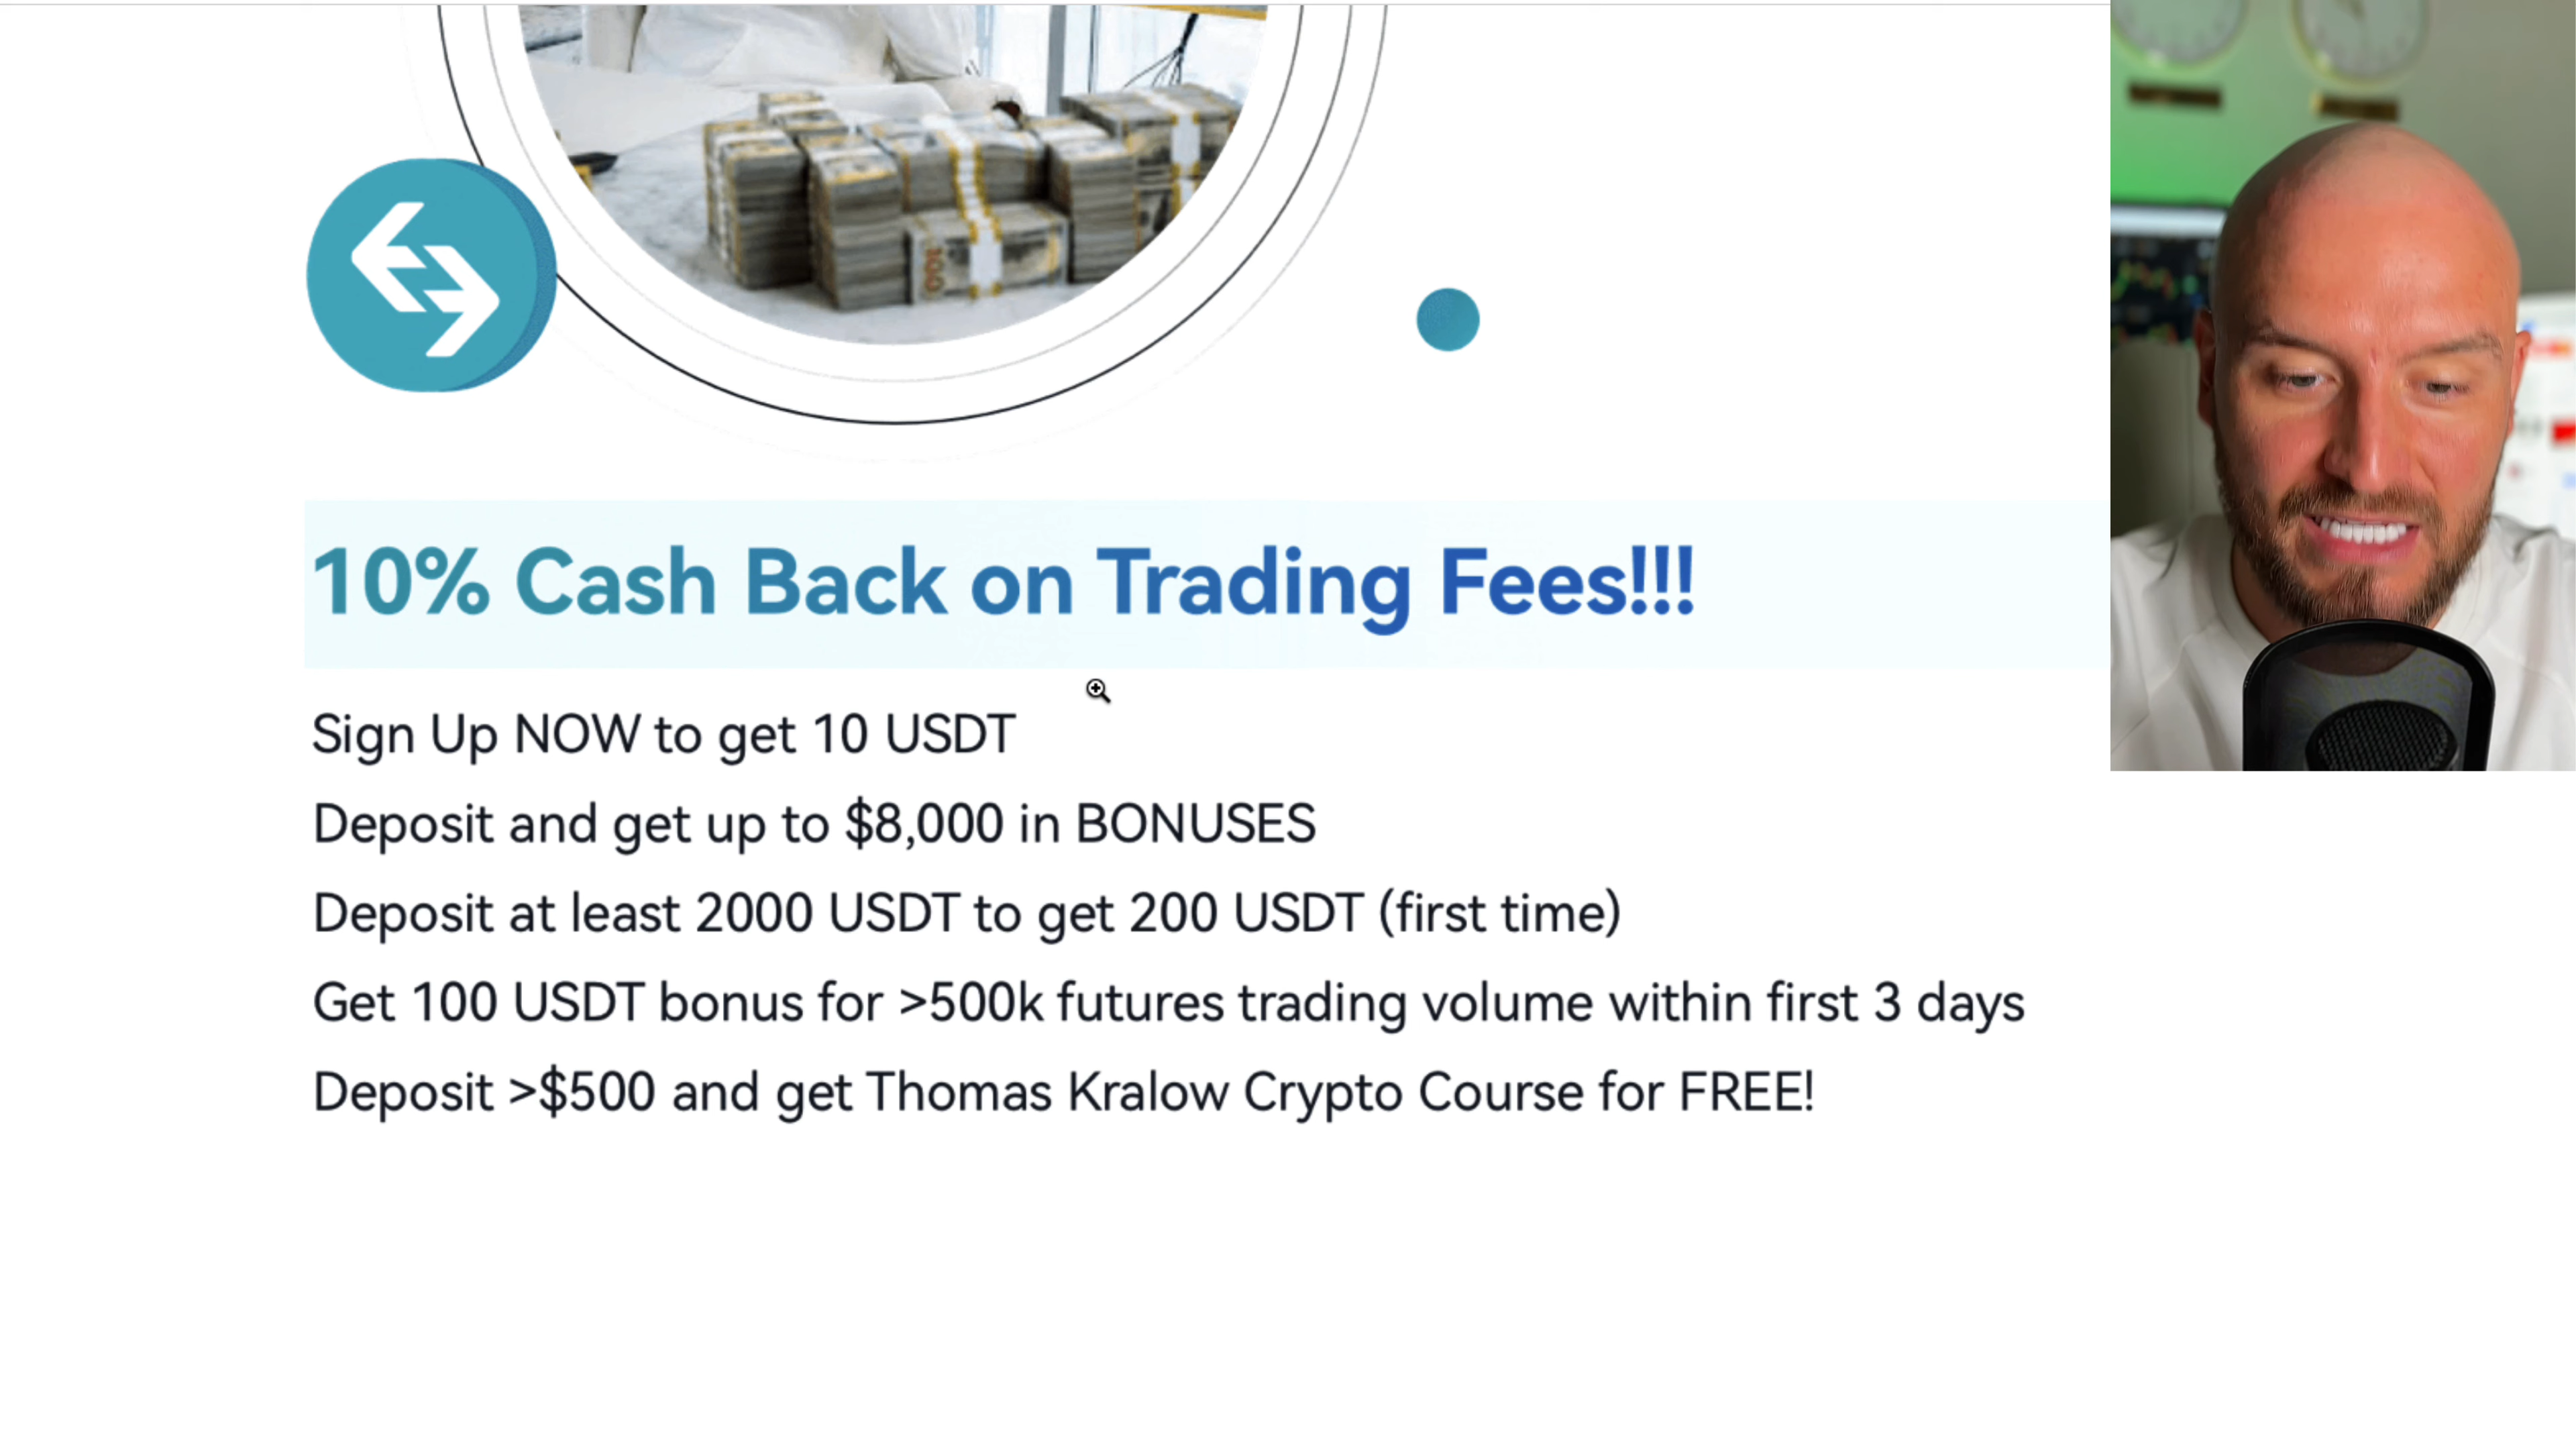 10% Cash Back on Trading Fees!!!
Sign Up NOW to get 10 USDT
Deposit and get up to $8,000 in BONUSES
Deposit at least 2000 USDT to get 200 USDT (first time)
Get 100 USDT bonus for >500k futures trading volume within first 3 days
Deposit >$500 and get Thomas Kralow Crypto Course for FREE!
100